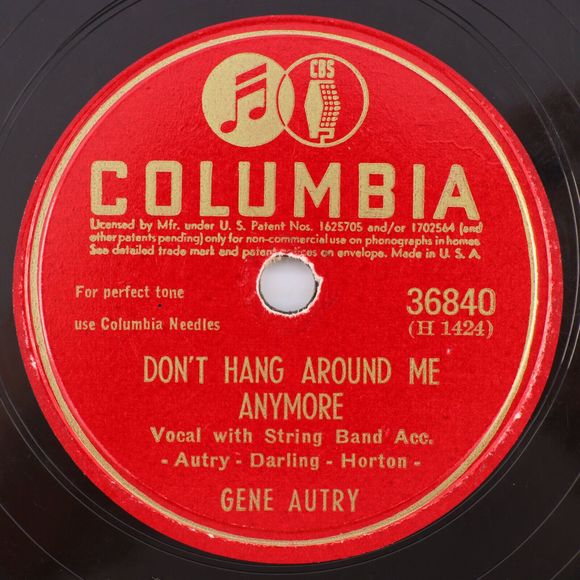 CBS
COLUMBIA
Licensed by Mfr. under U. S. Patent Nos. 1625705 and/or 1702564 (and
other patents pending) only for non-commercial use on phonographs in homes.
See detailed trade mark and patent notices on envelope. Made in U. S. A.
For perfect tone
use Columbia Needles
36840
(H 1424)
DON'T HANG AROUND ME
ANYMORE
Vocal with String Band Acc.
- Autry - Darling - Horton -
GENE AUTRY